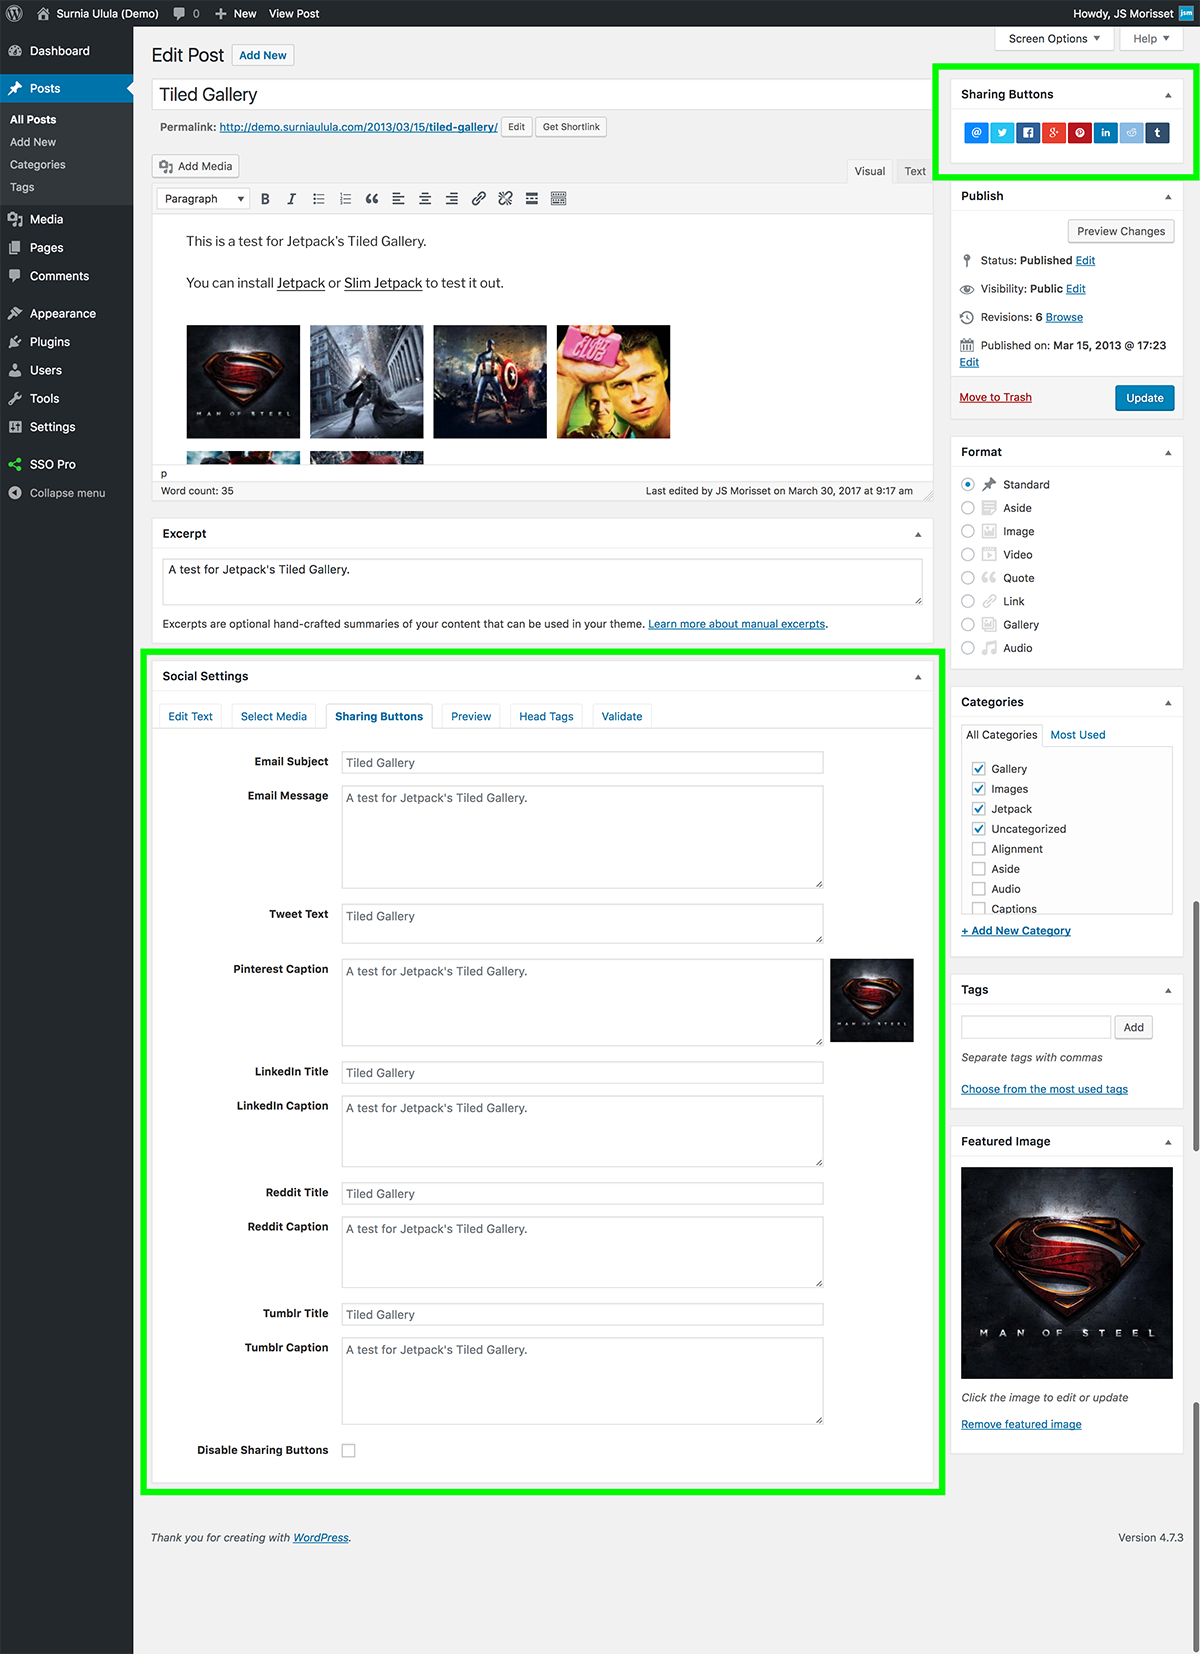 Surnia Ulula (Demo) 0 New View Post Howdy, JS Morisset jsm
Screen Options Help
Dashboard
Posts
All Posts
Add New
Categories
Tags
Media
Pages
Comments
Appearance
Plugins
Users
Tools
Settings
SSO Pro
Collapse menu
Edit Post Add New
Tiled Gallery
Permalink: http://demo.surniaulula.com/2013/03/15/tiled-gallery/ Edit Get Shortlink
Add Media
Visual Text
Paragraph B I
This is a test for Jetpack's Tiled Gallery.
You can install Jetpack or Slim Jetpack to test it out.
MAN OF STEEL
FIGHT
CLUB
p
Word count: 35 Last edited by JS Morisset on March 30, 2017 at 9:17 am
Excerpt
A test for Jetpack's Tiled Gallery.
Excerpts are optional hand-crafted summaries of your content that can be used in your theme. Learn more about manual excerpts.
Social Settings
Edit Text Select Media Sharing Buttons Preview Head Tags Validate
Email Subject Tiled Gallery
Email Message A test for Jetpack's Tiled Gallery.
Tweet Text Tiled Gallery
Pinterest Caption A test for Jetpack's Tiled Gallery.
MAN OF STEEL
LinkedIn Title Tiled Gallery
LinkedIn Caption A test for Jetpack's Tiled Gallery.
Reddit Title Tiled Gallery
Reddit Caption A test for Jetpack's Tiled Gallery.
Tumblr Title Tiled Gallery
Tumblr Caption A test for Jetpack's Tiled Gallery.
Disable Sharing Buttons
Sharing Buttons
Publish
Preview Changes
Status: Published Edit
Visibility: Public Edit
Revisions: 6 Browse
Published on: Mar 15, 2013 @ 17:23
Edit
Move to Trash Update
Format
Standard
Aside
Image
Video
Quote
Link
Gallery
Audio
Categories
All Categories Most Used
Gallery
Images
Jetpack
Uncategorized
Alignment
Aside
Audio
Captions
+ Add New Category
Tags
Add
Separate tags with commas
Choose from the most used tags
Featured Image
MAN OF STEEL
Click the image to edit or update
Remove featured image
Thank you for creating with WordPress. Version 4.7.3